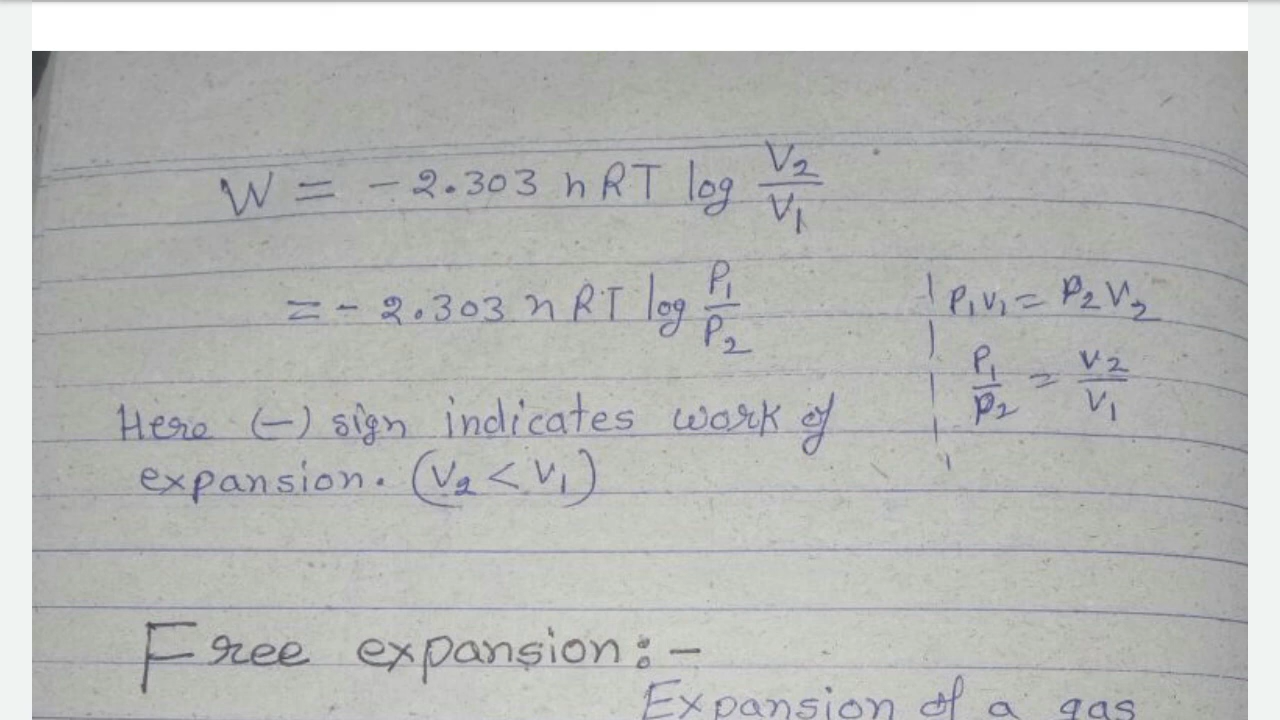 W = - 2.303 nRT log V2/V1
= - 2.303 nRT log P1/P2
P1V1 = P2V2
P1/P2 = V2/V1
Here (-) sign indicates work of
expansion. (V2 < V1)
Free expansion :-
Expansion of a gas